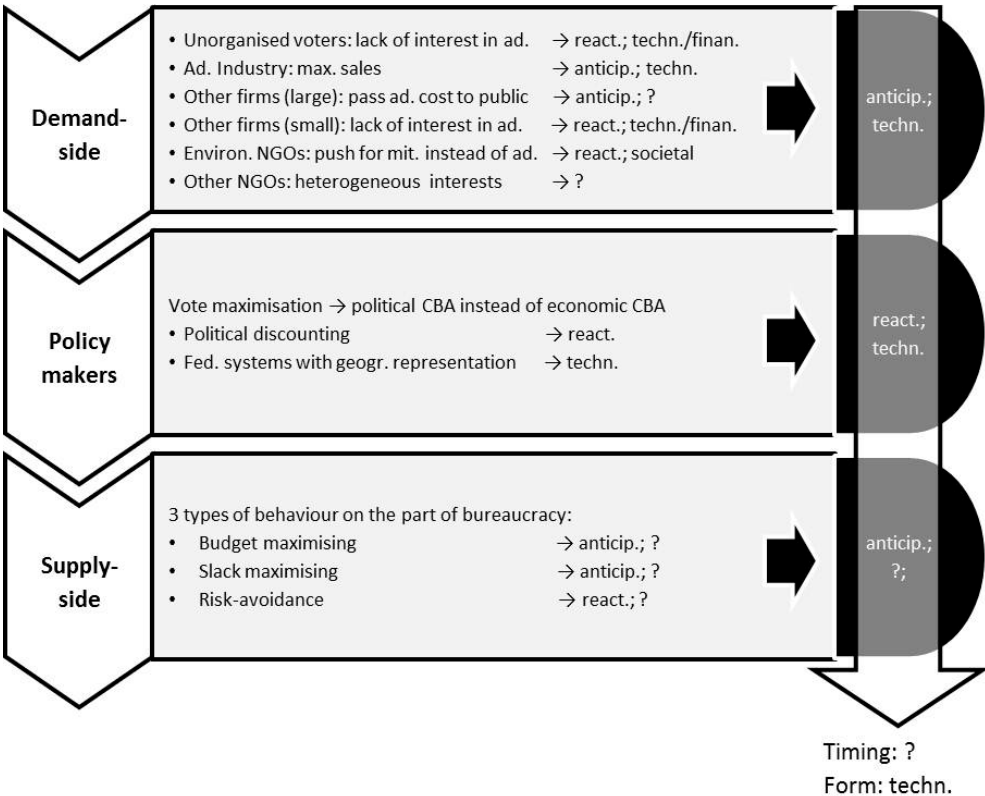 Demand-
side
• Unorganised voters: lack of interest in ad. → react.; techn./finan.
• Ad. Industry: max. sales → anticip.; techn.
• Other firms (large): pass ad. cost to public → anticip.; ?
• Other firms (small): lack of interest in ad. → react.; techn./finan.
• Environ. NGOs: push for mit. instead of ad. → react.; societal
• Other NGOs: heterogeneous interests → ?
anticip.;
techn.
Policy
makers
Vote maximisation → political CBA instead of economic CBA
• Political discounting → react.
• Fed. systems with geogr. representation → techn.
react.;
techn.
Supply-
side
3 types of behaviour on the part of bureaucracy:
• Budget maximising → anticip.; ?
• Slack maximising → anticip.; ?
• Risk-avoidance → react.; ?
anticip.;
?;
Timing: ?
Form: techn.